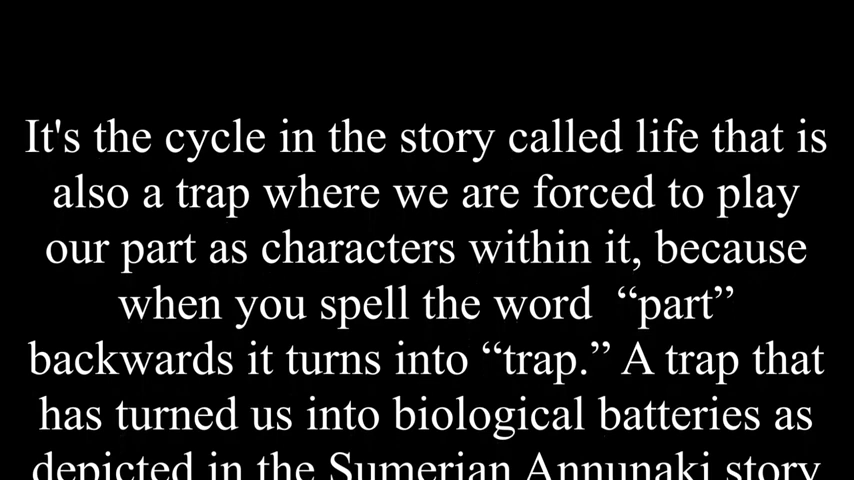 It's the cycle in the story called life that is
also a trap where we are forced to play
our part as characters within it, because
when you spell the word  “part”
backwards it turns into “trap.” A trap that
has turned us into biological batteries as
depicted in the Sumerian Annunaki story